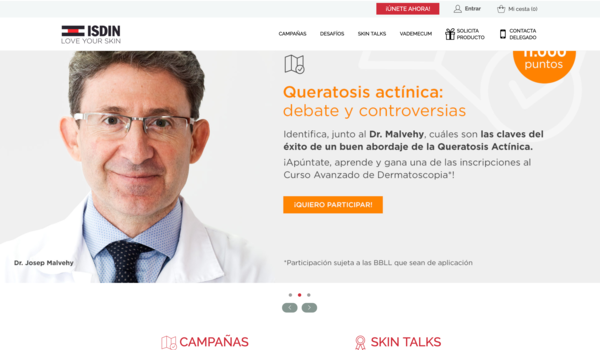 ¡ÚNETE AHORA!
Entrar
Mi cesta (0)
ISDIN
LOVE YOUR SKIN
CAMPAÑAS
DESAFÍOS
SKIN TALKS
VADEMECUM
SOLICITA
PRODUCTO
CONTACTA
DELEGADO
11.000
puntos
Queratosis actínica:
debate y controversias
Identifica, junto al Dr. Malvehy, cuáles son las claves del
éxito de un buen abordaje de la Queratosis Actínica.
¡Apúntate, aprende y gana una de las inscripciones al
Curso Avanzado de Dermatoscopia*!
¡QUIERO PARTICIPAR!
Dr. Josep Malvehy
*Participación sujeta a las BBLL que sean de aplicación
CAMPAÑAS
SKIN TALKS